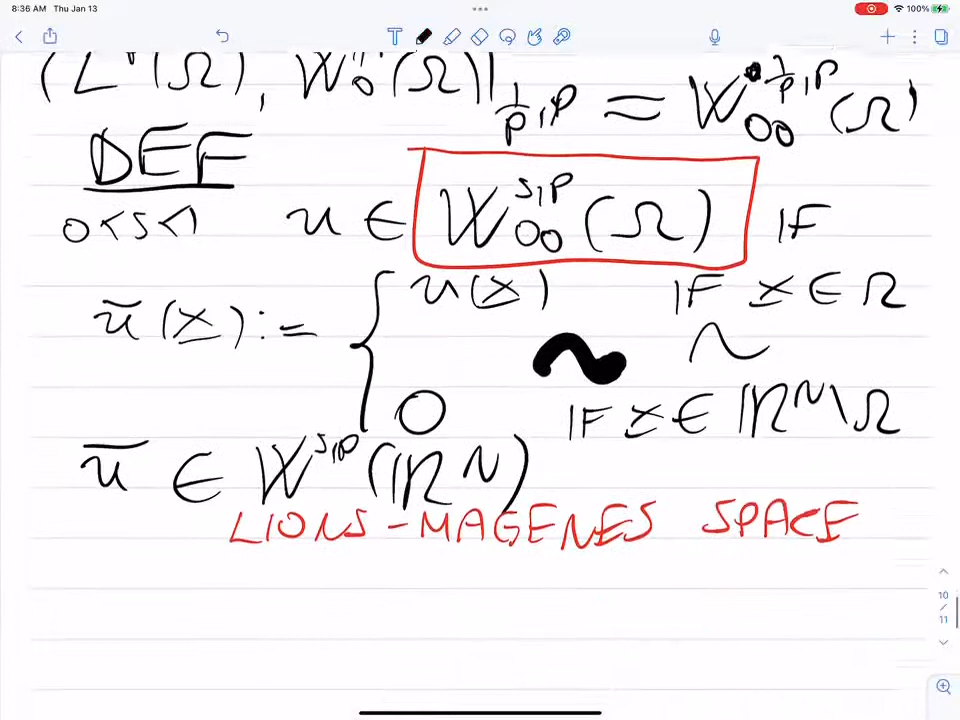 8:36 AM Thu Jan 13
100%
(L^p(Ω), W_0^{1,p}(Ω))_{1/p,p} = W_{00}^{1/p,p}(Ω)
DEF
0<s<1 u ∈ W_{00}^{s,p}(Ω) IF
ū(x) := { u(x) IF x ∈ Ω
~ ~
0 IF x ∈ ℝ^N \ Ω
ū ∈ W^{s,p}(ℝ^N)
LIONS-MAGENES SPACE
10
/
11